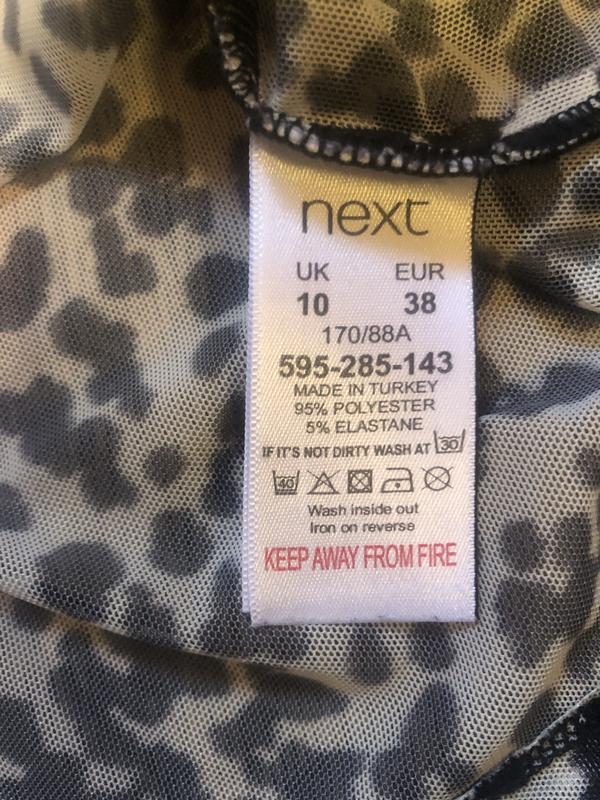 next
UK EUR
10 38
170/88A
595-285-143
MADE IN TURKEY
95% POLYESTER
5% ELASTANE
IF IT'S NOT DIRTY WASH AT 30
40
Wash inside out
Iron on reverse
KEEP AWAY FROM FIRE